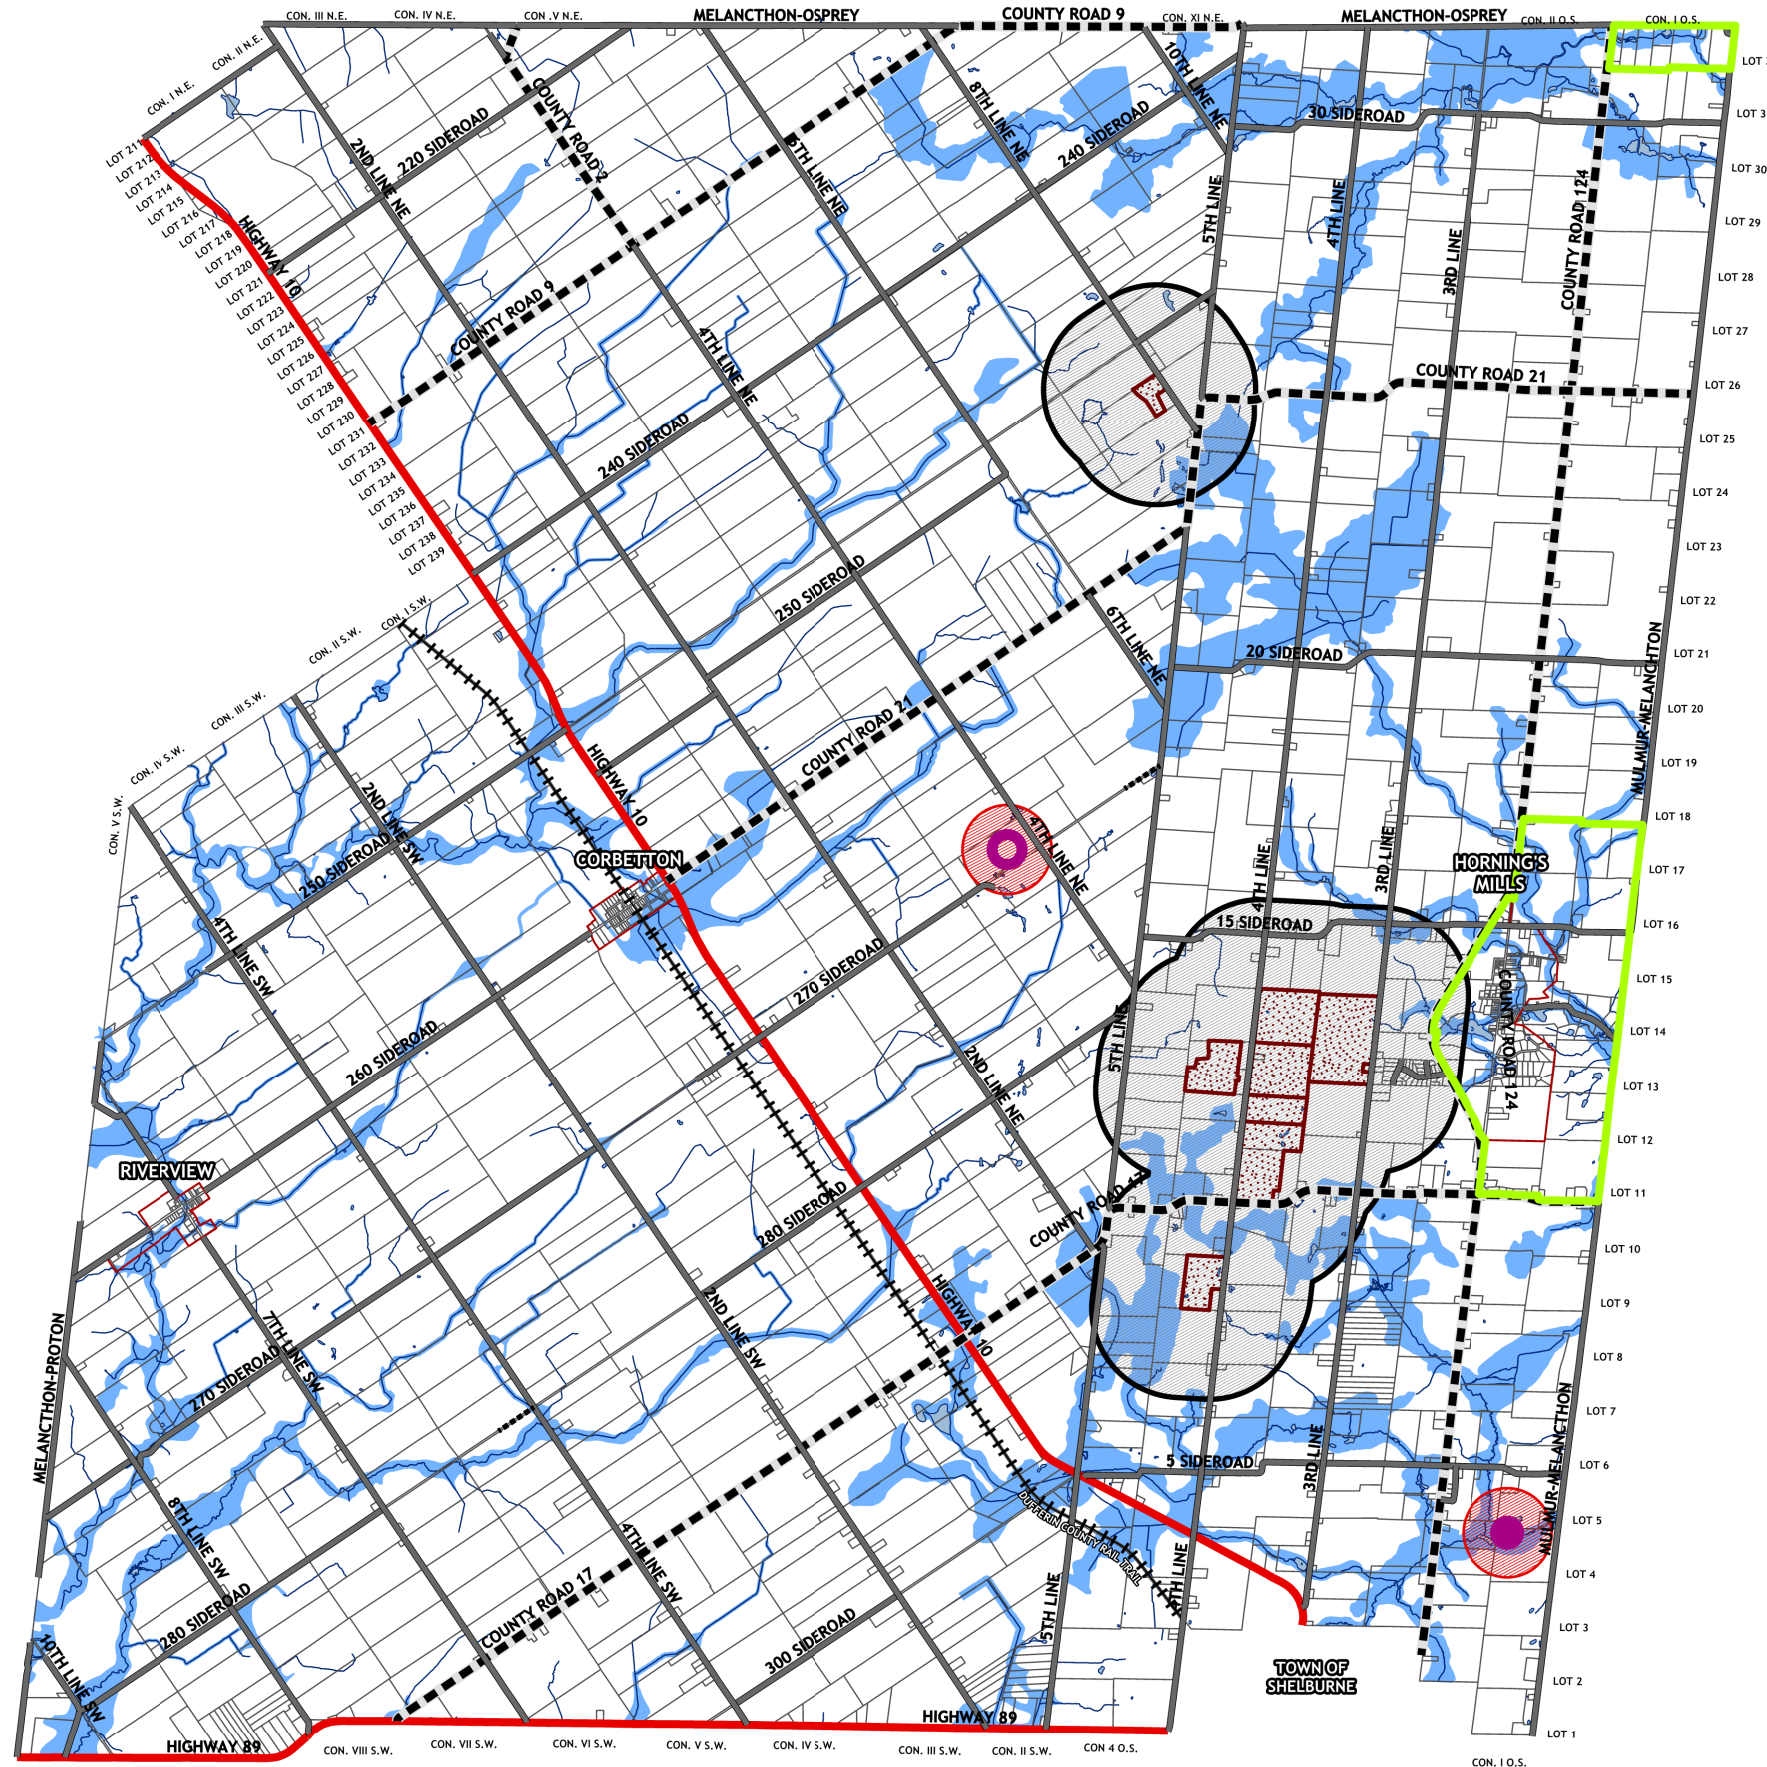 CON. III N.E.
CON. IV N.E.
CON .V N.E.
MELANCTHON-OSPREY
COUNTY ROAD 9
CON. XI N.E.
MELANCTHON-OSPREY
CON. II O.S.
CON. I O.S.
CON. II N.E.
CON. I N.E.
LOT 211
LOT 212
LOT 213
LOT 214
LOT 215
LOT 216
LOT 217
LOT 218
LOT 219
LOT 220
LOT 221
LOT 222
LOT 223
LOT 224
LOT 225
LOT 226
LOT 227
LOT 228
LOT 229
LOT 230
LOT 231
LOT 232
LOT 233
LOT 234
LOT 235
LOT 236
LOT 237
LOT 238
LOT 239
CON. I S.W.
CON. II S.W.
CON. III S.W.
CON. IV S.W.
CON. V S.W.
HIGHWAY 10
2ND LINE NE
220 SIDEROAD
COUNTY ROAD 2
COUNTY ROAD 9
4TH LINE NE
240 SIDEROAD
6TH LINE NE
8TH LINE NE
240 SIDEROAD
10TH LINE NE
5TH LINE
4TH LINE
3RD LINE
30 SIDEROAD
COUNTY ROAD 124
COUNTY ROAD 21
250 SIDEROAD
6TH LINE NE
20 SIDEROAD
COUNTY ROAD 21
HIGHWAY 10
CORBETTON
2ND LINE SW
250 SIDEROAD
4TH LINE SW
260 SIDEROAD
270 SIDEROAD
4TH LINE NE
2ND LINE NE
280 SIDEROAD
COUNTY ROAD 17
5TH LINE
4TH LINE
3RD LINE
15 SIDEROAD
HORNING'S
MILLS
COUNTY ROAD 124
MULMUR-MELANCHTON
LOT 30
LOT 29
LOT 28
LOT 27
LOT 26
LOT 25
LOT 24
LOT 23
LOT 22
LOT 21
LOT 20
LOT 19
LOT 18
LOT 17
LOT 16
LOT 15
LOT 14
LOT 13
LOT 12
LOT 11
LOT 10
LOT 9
LOT 8
LOT 7
LOT 6
LOT 5
LOT 4
LOT 3
LOT 2
LOT 1
RIVERVIEW
MELANCTHON-PROTON
270 SIDEROAD
7TH LINE SW
8TH LINE SW
280 SIDEROAD
10TH LINE SW
2ND LINE SW
4TH LINE SW
COUNTY ROAD 17
300 SIDEROAD
HIGHWAY 10
DUFFERIN COUNTY RAIL TRAIL
5 SIDEROAD
3RD LINE
5TH LINE
4TH LINE
MULMUR-MELANCTHON
TOWN OF
SHELBURNE
HIGHWAY 89
HIGHWAY 89
CON. VIII S.W.
CON. VII S.W.
CON. VI S.W.
CON. V S.W.
CON. IV S.W.
CON. III S.W.
CON. II S.W.
CON 4 O.S.
CON. I O.S.